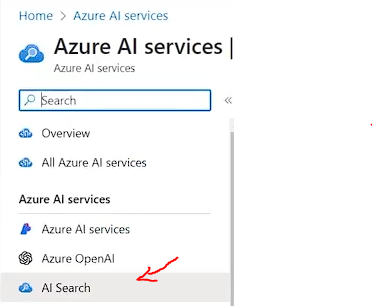 Home > Azure AI services >
Azure AI services |
Azure AI services
Search
«
Overview
All Azure AI services
Azure AI services
Azure AI services
Azure OpenAI
AI Search